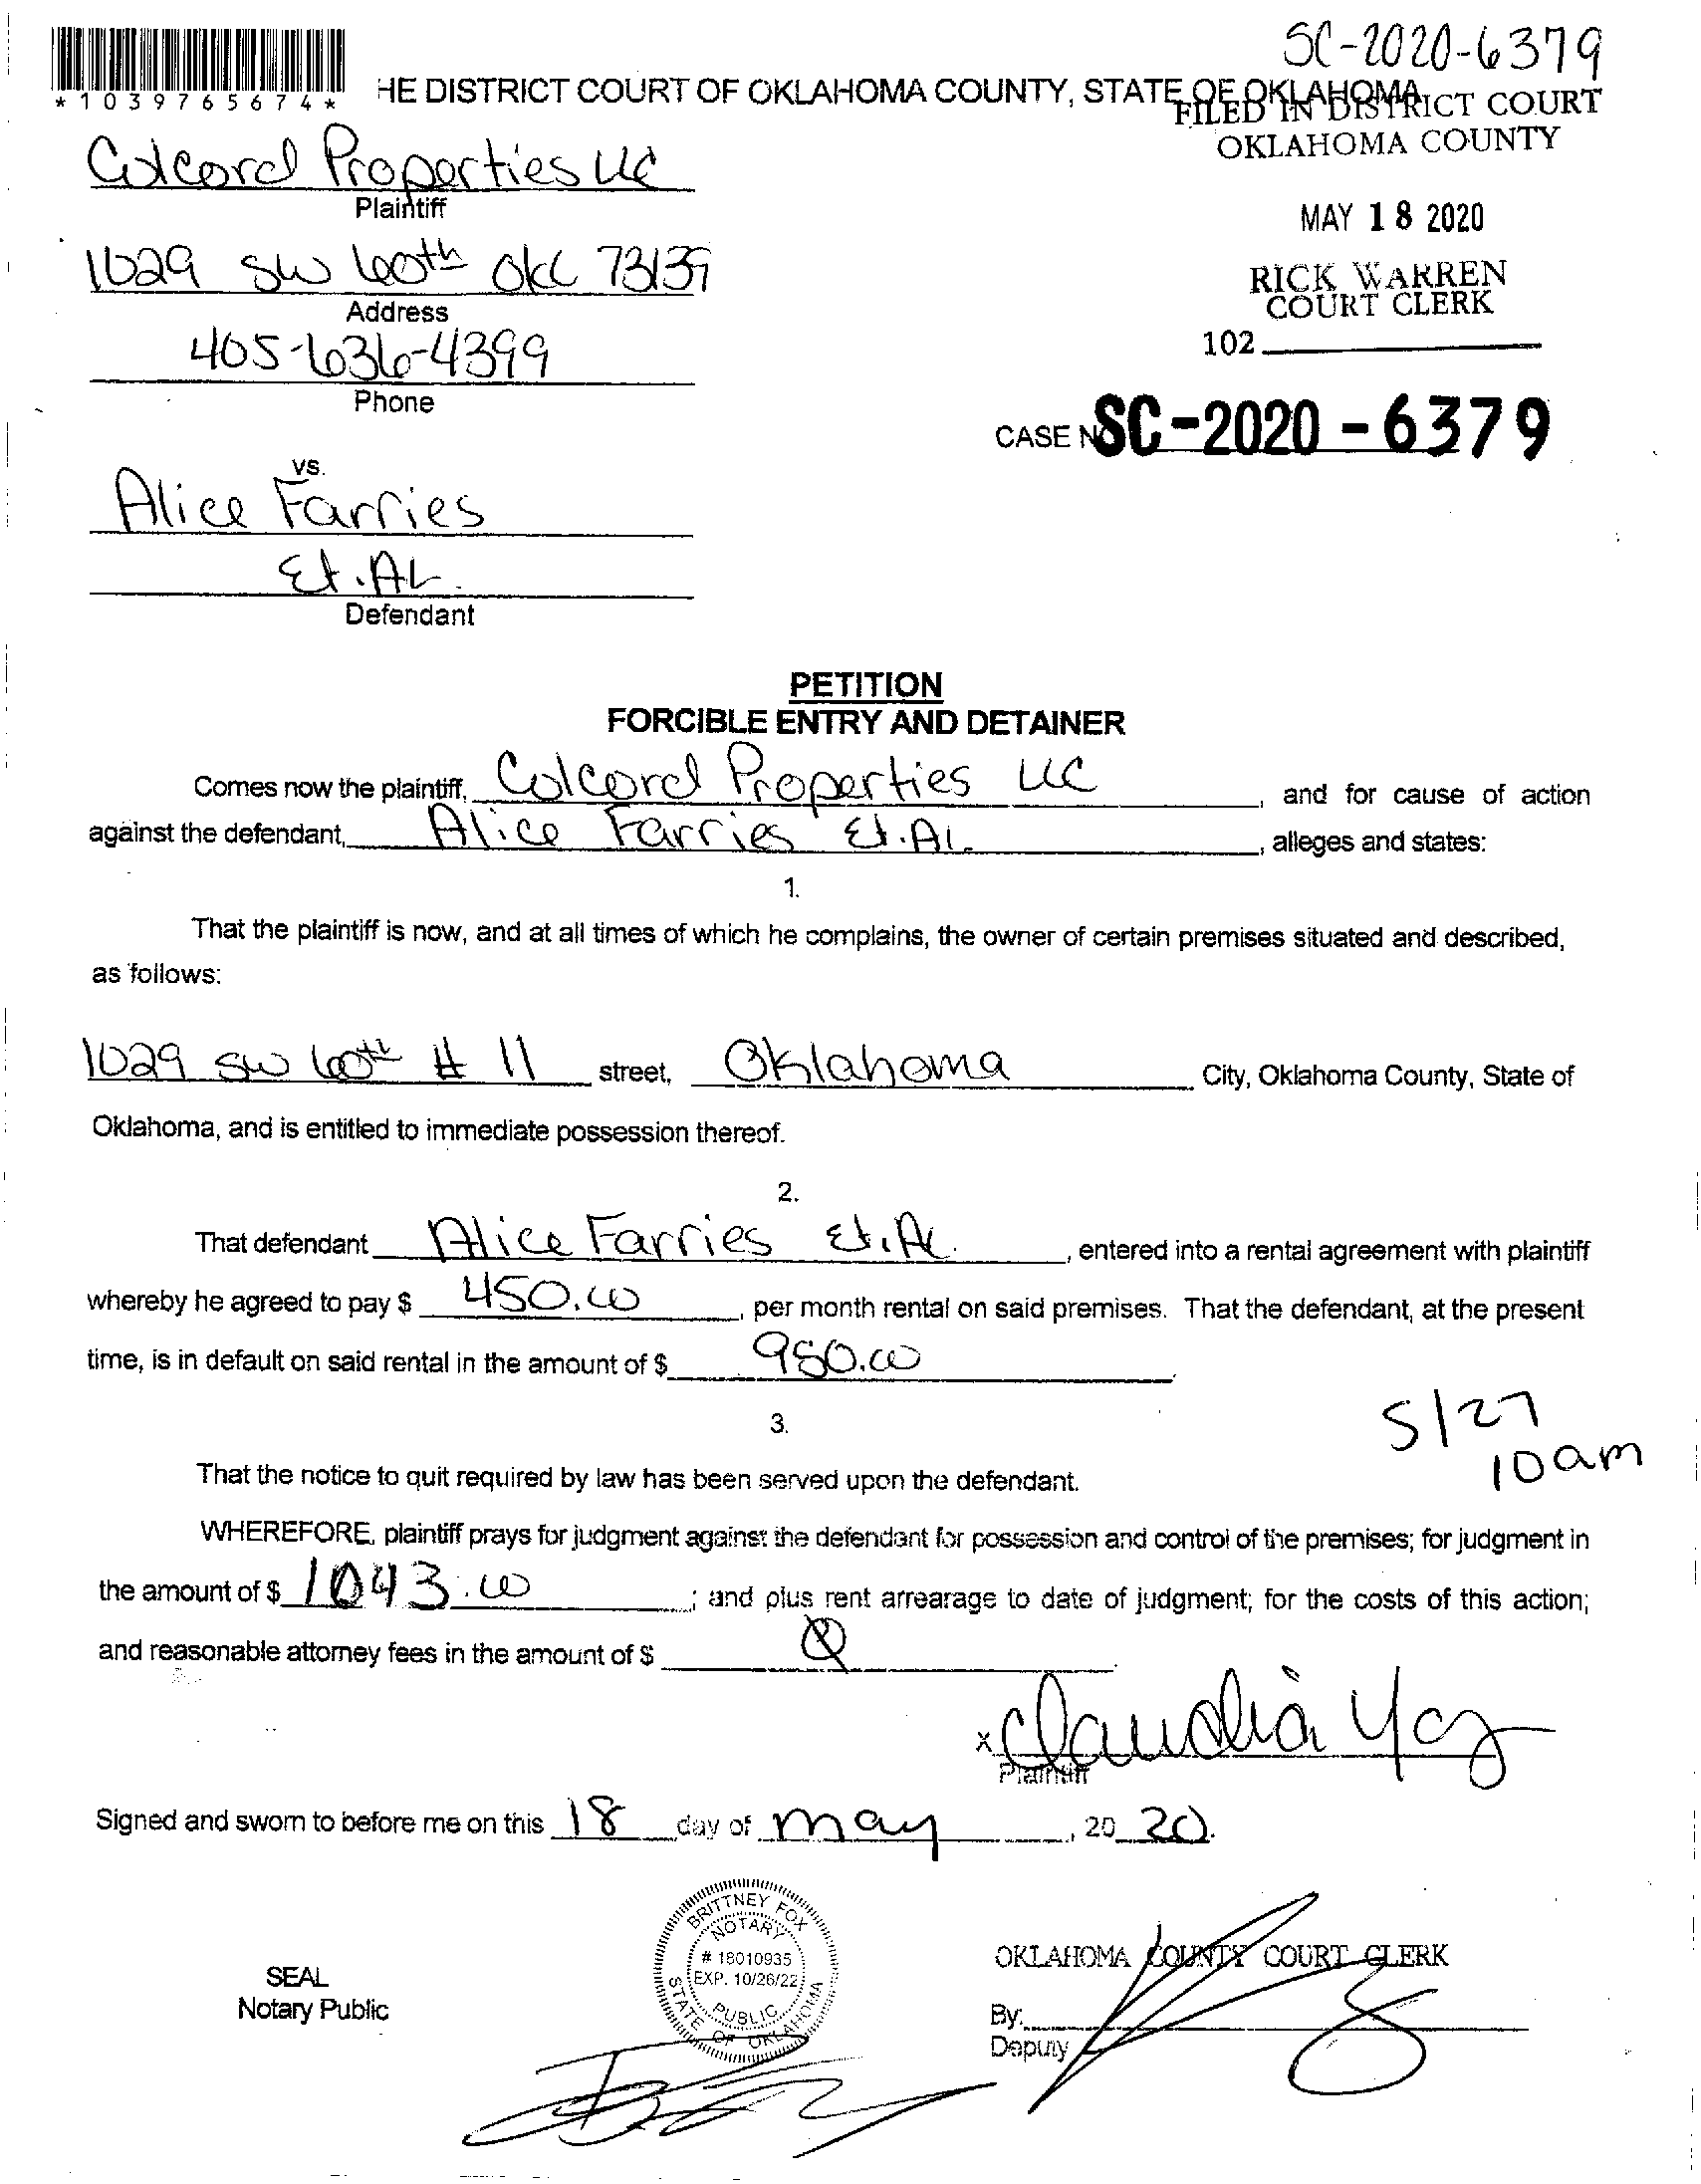 SC-2020-6379
*1039765674*
HE DISTRICT COURT OF OKLAHOMA COUNTY, STATE OF OKLAHOMA
FILED IN DISTRICT COURT
OKLAHOMA COUNTY
Colcord Properties LLC
Plaintiff
MAY 18 2020
1029 SW 60th OKC 73139
Address
RICK WARREN
COURT CLERK
405-636-4399
102
Phone
CASE NO
SC-2020-6379
vs.
Alice Farries
Et.AL.
Defendant
PETITION
FORCIBLE ENTRY AND DETAINER
Comes now the plaintiff, Colcord Properties LLC, and for cause of action
against the defendant, Alice Farries Et.AL., alleges and states:
1.
That the plaintiff is now, and at all times of which he complains, the owner of certain premises situated and described,
as follows:
1029 SW 60th # 11 street, Oklahoma City, Oklahoma County, State of
Oklahoma, and is entitled to immediate possession thereof.
2.
That defendant Alice Farries Et.AL., entered into a rental agreement with plaintiff
whereby he agreed to pay $ 450.00, per month rental on said premises. That the defendant, at the present
time, is in default on said rental in the amount of $ 950.00.
3.
5/27
10am
That the notice to quit required by law has been served upon the defendant.
WHEREFORE, plaintiff prays for judgment against the defendant for possession and control of the premises; for judgment in
the amount of $ 1043.00; and plus rent arrearage to date of judgment; for the costs of this action;
and reasonable attorney fees in the amount of $
x Claudia
Plaintiff
Signed and sworn to before me on this 18 day of may, 20 20.
BRITTNEY FOX
NOTARY
# 18010935
EXP. 10/26/22
PUBLIC
STATE OF OKLAHOMA
SEAL
Notary Public
OKLAHOMA COUNTY COURT CLERK
By:
Deputy